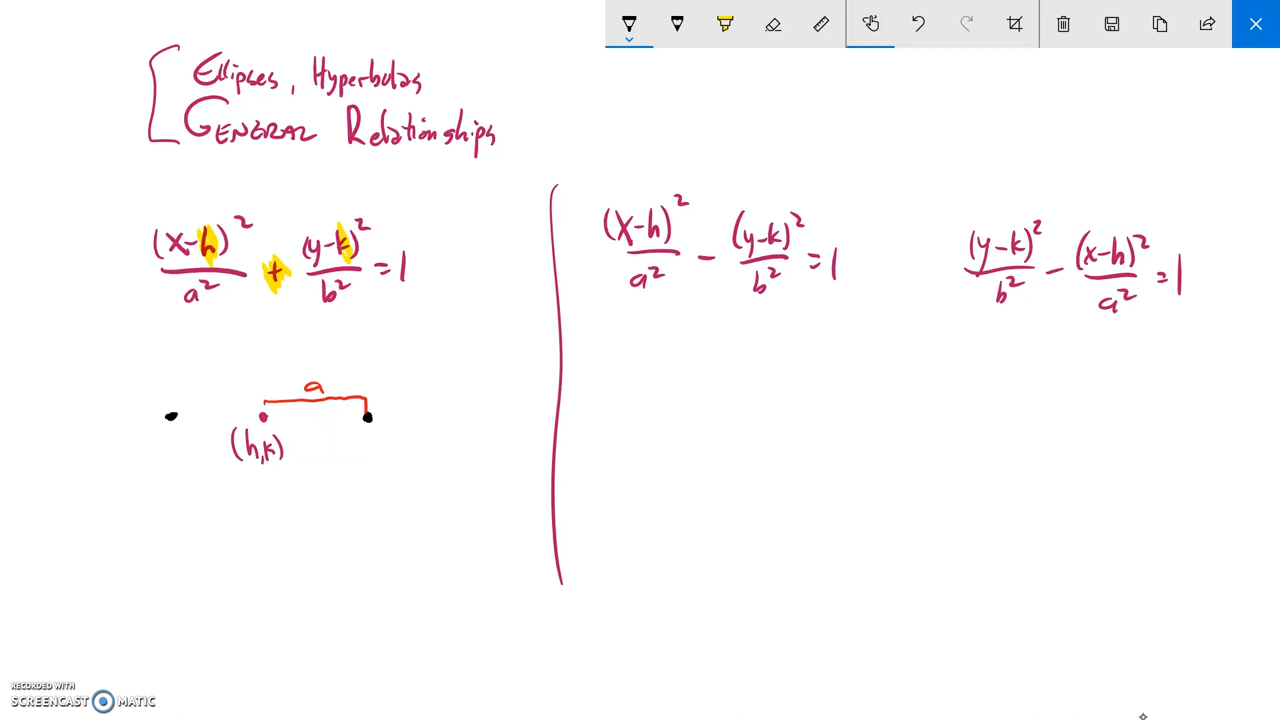 Ellipses, Hyperbolas
GENERAL Relationships
(x-h)²/a² + (y-k)²/b² = 1
(x-h)²/a² - (y-k)²/b² = 1
(y-k)²/b² - (x-h)²/a² = 1
a
(h,k)
RECORDED WITH
SCREENCAST MATIC